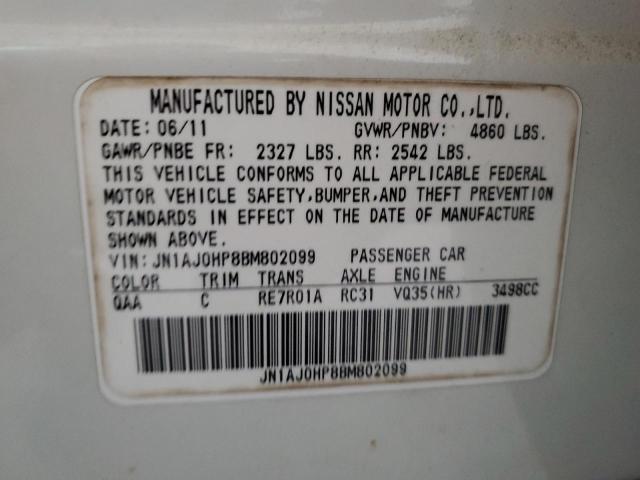 MANUFACTURED BY NISSAN MOTOR CO.,LTD.
DATE: 06/11 GVWR/PNBV: 4860 LBS.
GAWR/PNBE FR: 2327 LBS. RR: 2542 LBS.
THIS VEHICLE CONFORMS TO ALL APPLICABLE FEDERAL
MOTOR VEHICLE SAFETY,BUMPER,AND THEFT PREVENTION
STANDARDS IN EFFECT ON THE DATE OF MANUFACTURE
SHOWN ABOVE.
VIN: JN1AJ0HP8BM802099 PASSENGER CAR
COLOR TRIM TRANS AXLE ENGINE
QAA C RE7R01A RC31 VQ35(HR) 3498CC
JN1AJ0HP8BM802099